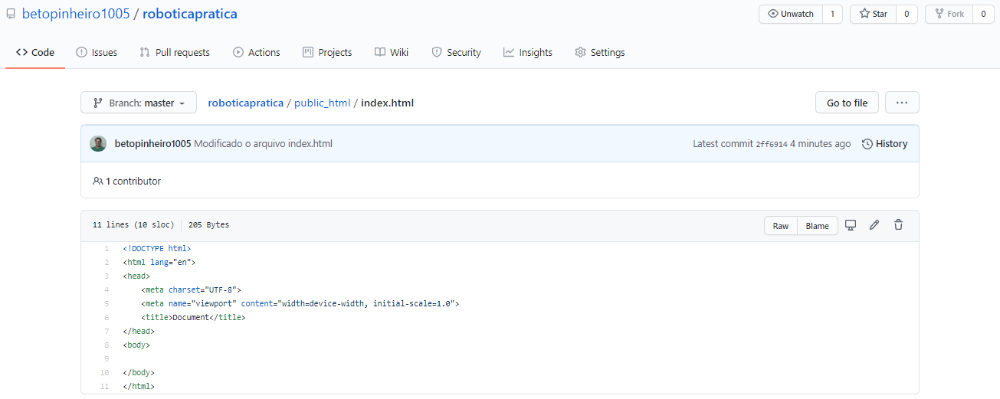 betopinheiro1005 / roboticapratica
Unwatch 1 Star 0 Fork 0
Code Issues Pull requests Actions Projects Wiki Security Insights Settings
Branch: master roboticapratica / public_html / index.html Go to file ...
betopinheiro1005 Modificado o arquivo index.html Latest commit 2ff6914 4 minutes ago History
1 contributor
11 lines (10 sloc) 205 Bytes Raw Blame
1 <!DOCTYPE html>
2 <html lang="en">
3 <head>
4     <meta charset="UTF-8">
5     <meta name="viewport" content="width=device-width, initial-scale=1.0">
6     <title>Document</title>
7 </head>
8 <body>
9
10 </body>
11 </html>